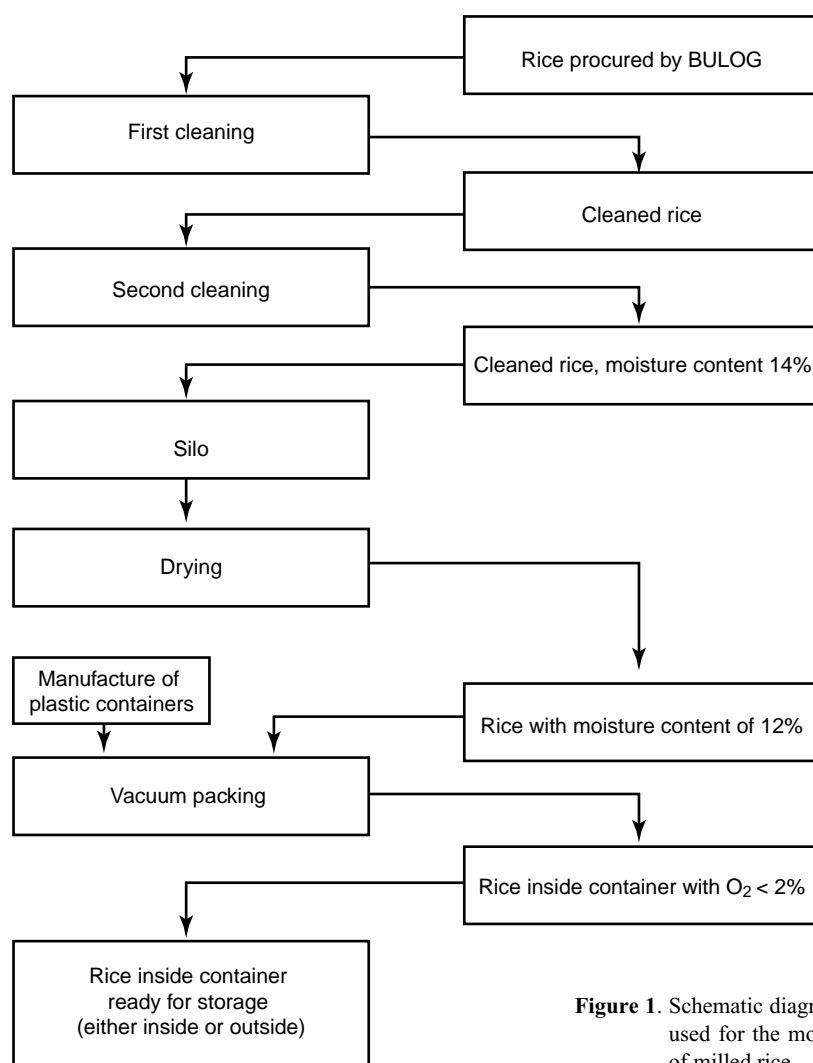 Rice procured by BULOG
First cleaning
Cleaned rice
Second cleaning
Cleaned rice, moisture content 14%
Silo
Drying
Manufacture of
plastic containers
Rice with moisture content of 12%
Vacuum packing
Rice inside container with O₂ < 2%
Rice inside container
ready for storage
(either inside or outside)
Figure 1. Schematic diagr
used for the mo
of milled rice